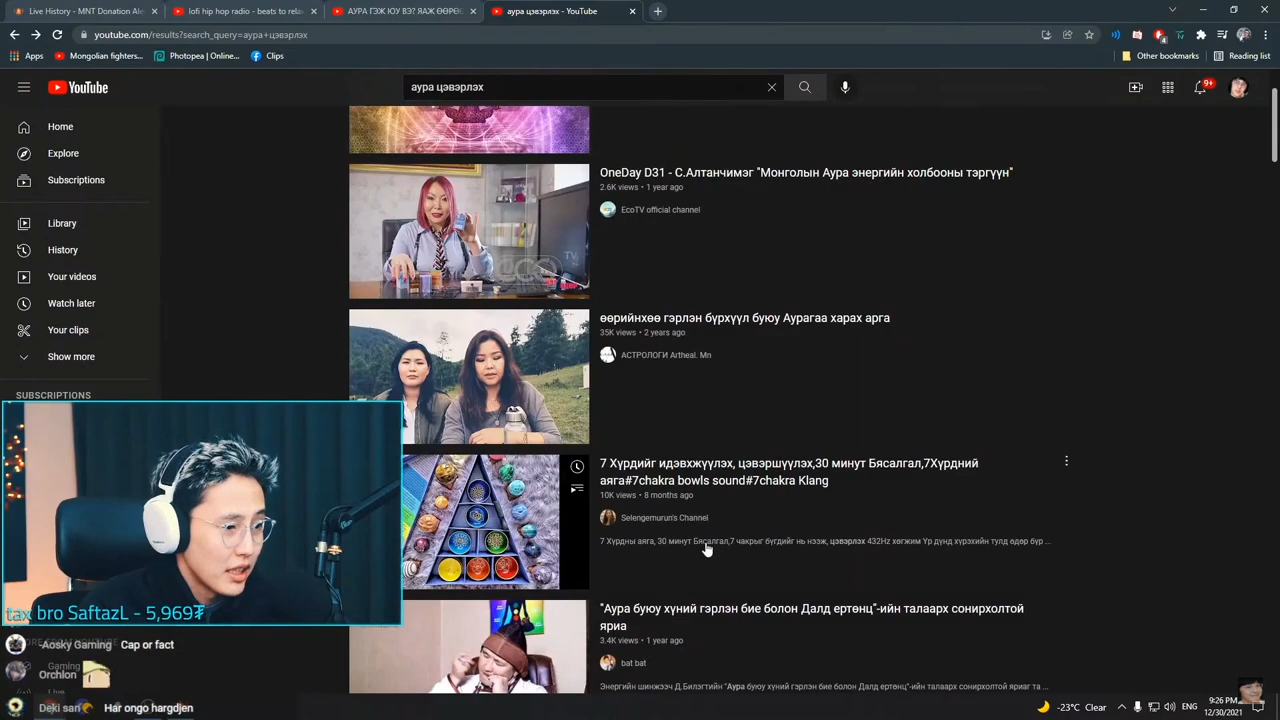 Live History - MNT Donation Ale
lofi hip hop radio - beats to relax
АУРА ГЭЖ ЮУ ВЭ? ЯАЖ ӨӨРӨӨ
аура цэвэрлэх - YouTube
youtube.com/results?search_query=аура+цэвэрлэх
Apps
Mongolian fighters...
Photopea | Online...
Clips
Other bookmarks
Reading list
YouTube
аура цэвэрлэх
9+
Home
Explore
Subscriptions
Library
History
Your videos
Watch later
Your clips
Show more
SUBSCRIPTIONS
OneDay D31 - С.Алтанчимэг "Монголын Аура энергийн холбооны тэргүүн"
2.6K views • 1 year ago
EcoTV official channel
өөрийнхөө гэрлэн бүрхүүл буюу Аурагаа харах арга
35K views • 2 years ago
АСТРОЛОГИ Artheal. Mn
7 Хүрдийг идэвхжүүлэх, цэвэршүүлэх,30 минут Бясалгал,7Хүрдний
аяга#7chakra bowls sound#7chakra Klang
10K views • 8 months ago
Selengemurun's Channel
7 Хүрдны аяга, 30 минут Бясалгал,7 чакрыг бүгдийг нь нээж, цэвэрлэх 432Hz хөгжим Үр дүнд хүрэхийн тулд өдөр бүр ...
"Аура буюу хүний гэрлэн бие болон Далд ертөнц"-ийн талаарх сонирхолтой
яриа
3.4K views • 1 year ago
bat bat
Энергийн шинжээч Д.Билэгтийн "Аура буюу хүний гэрлэн бие болон Далд ертөнц"-ийн талаарх сонирхолтой яриаг та ...
tax bro SaftazL - 5,969₮
-Aosky Gaming Cap or fact
Gaming
Orchlon
Live
Deki san
Har ongo hargdjen
-23°C Clear
ENG
9:26 PM
12/30/2021